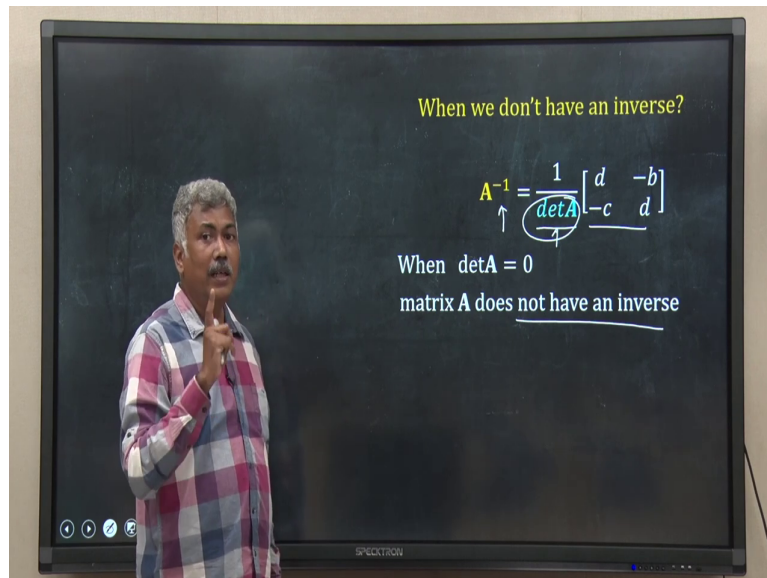 When we don't have an inverse?
A⁻¹ = 1/detA [d −b; −c d]
When detA = 0
matrix A does not have an inverse
SPECKTRON